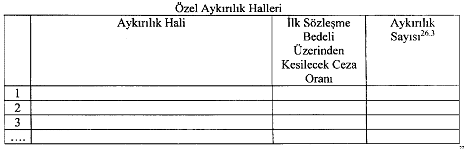 Özel Aykırılık Halleri
Aykırılık Hali
İlk Sözleşme
Bedeli
Üzerinden
Kesilecek Ceza
Oranı
Aykırılık
Sayısı26.3
1
2
3
....
”